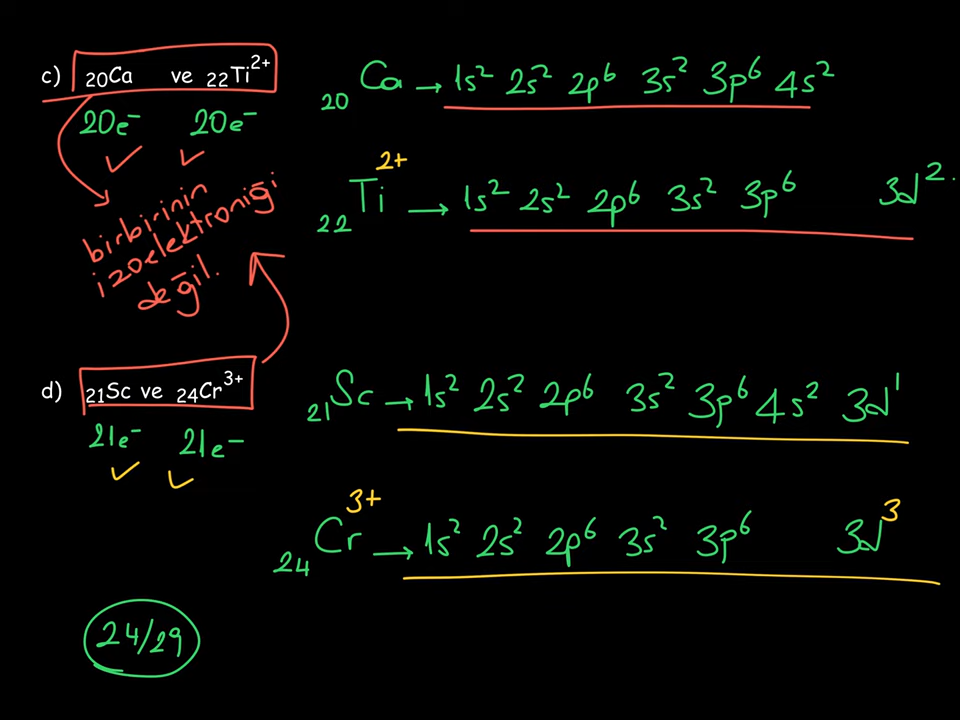 c) ₂₀Ca ve ₂₂Ti²⁺
20e⁻ 20e⁻
birbirinin
izoelektroniği
değil.
₂₀Ca → 1s² 2s² 2p⁶ 3s² 3p⁶ 4s²
₂₂Ti²⁺ → 1s² 2s² 2p⁶ 3s² 3p⁶ 3d²
d) ₂₁Sc ve ₂₄Cr³⁺
21e⁻ 21e⁻
₂₁Sc → 1s² 2s² 2p⁶ 3s² 3p⁶ 4s² 3d¹
₂₄Cr³⁺ → 1s² 2s² 2p⁶ 3s² 3p⁶ 3d³
24/29